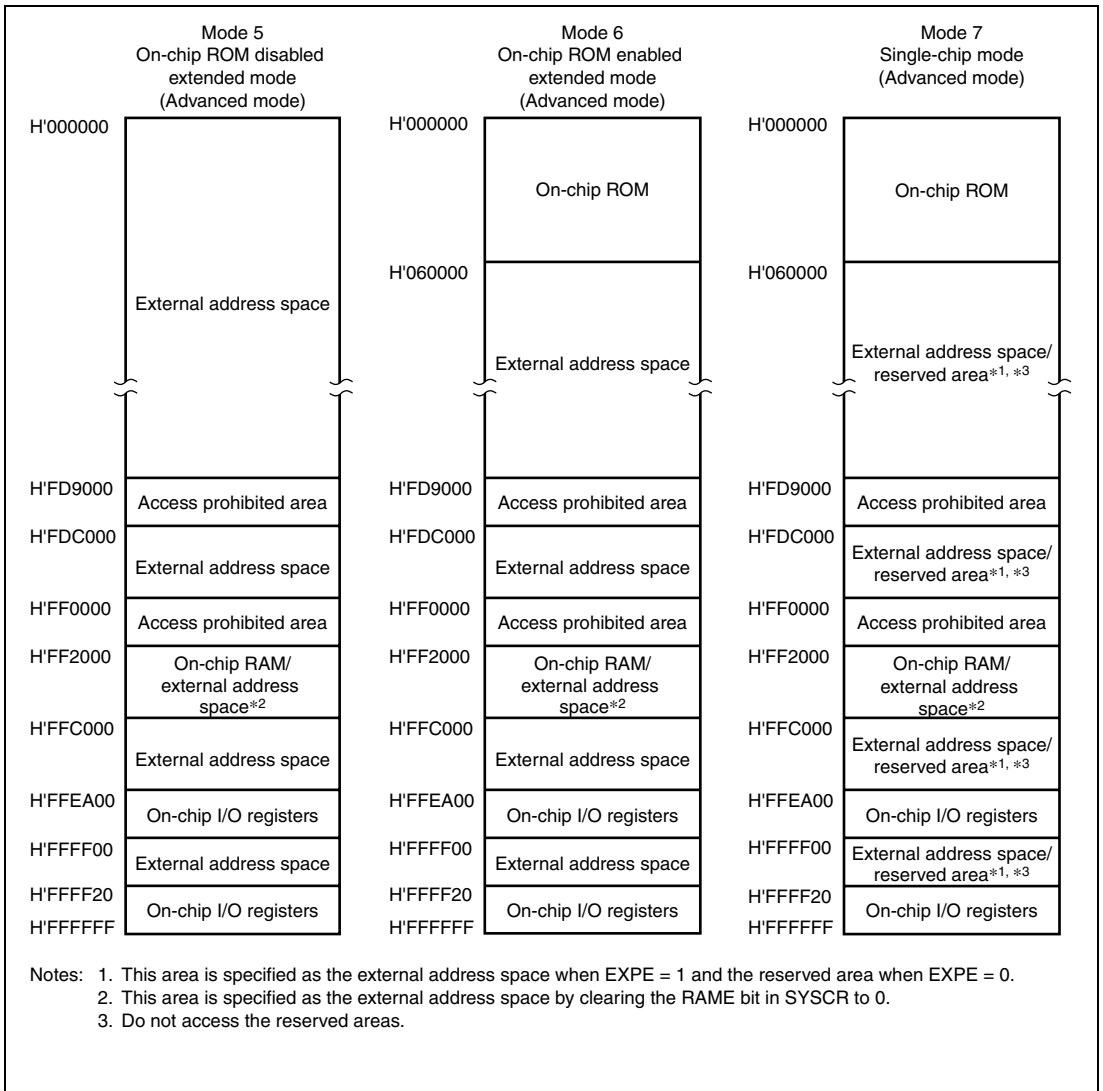 Mode 5
On-chip ROM disabled
extended mode
(Advanced mode)
H'000000
External address space
H'FD9000
Access prohibited area
H'FDC000
External address space
H'FF0000
Access prohibited area
H'FF2000
On-chip RAM/
external address
space*2
H'FFC000
External address space
H'FFEA00
On-chip I/O registers
H'FFFF00
External address space
H'FFFF20
On-chip I/O registers
H'FFFFFF
Mode 6
On-chip ROM enabled
extended mode
(Advanced mode)
H'000000
On-chip ROM
H'060000
External address space
H'FD9000
Access prohibited area
H'FDC000
External address space
H'FF0000
Access prohibited area
H'FF2000
On-chip RAM/
external address
space*2
H'FFC000
External address space
H'FFEA00
On-chip I/O registers
H'FFFF00
External address space
H'FFFF20
On-chip I/O registers
H'FFFFFF
Mode 7
Single-chip mode
(Advanced mode)
H'000000
On-chip ROM
H'060000
External address space/
reserved area*1, *3
H'FD9000
Access prohibited area
H'FDC000
External address space/
reserved area*1, *3
H'FF0000
Access prohibited area
H'FF2000
On-chip RAM/
external address
space*2
H'FFC000
External address space/
reserved area*1, *3
H'FFEA00
On-chip I/O registers
H'FFFF00
External address space/
reserved area*1, *3
H'FFFF20
On-chip I/O registers
H'FFFFFF
Notes: 1. This area is specified as the external address space when EXPE = 1 and the reserved area when EXPE = 0.
2. This area is specified as the external address space by clearing the RAME bit in SYSCR to 0.
3. Do not access the reserved areas.